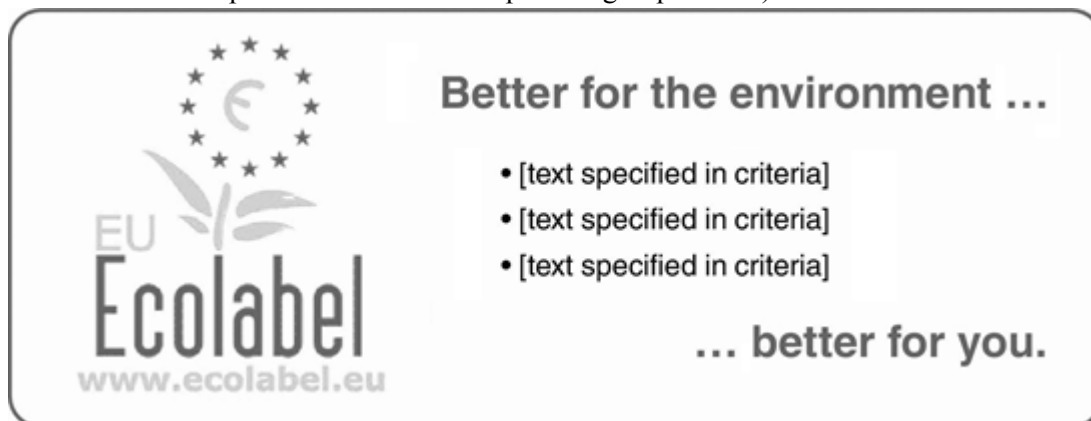 Better for the environment ...
• [text specified in criteria]
• [text specified in criteria]
• [text specified in criteria]
... better for you.
EU
Ecolabel
www.ecolabel.eu